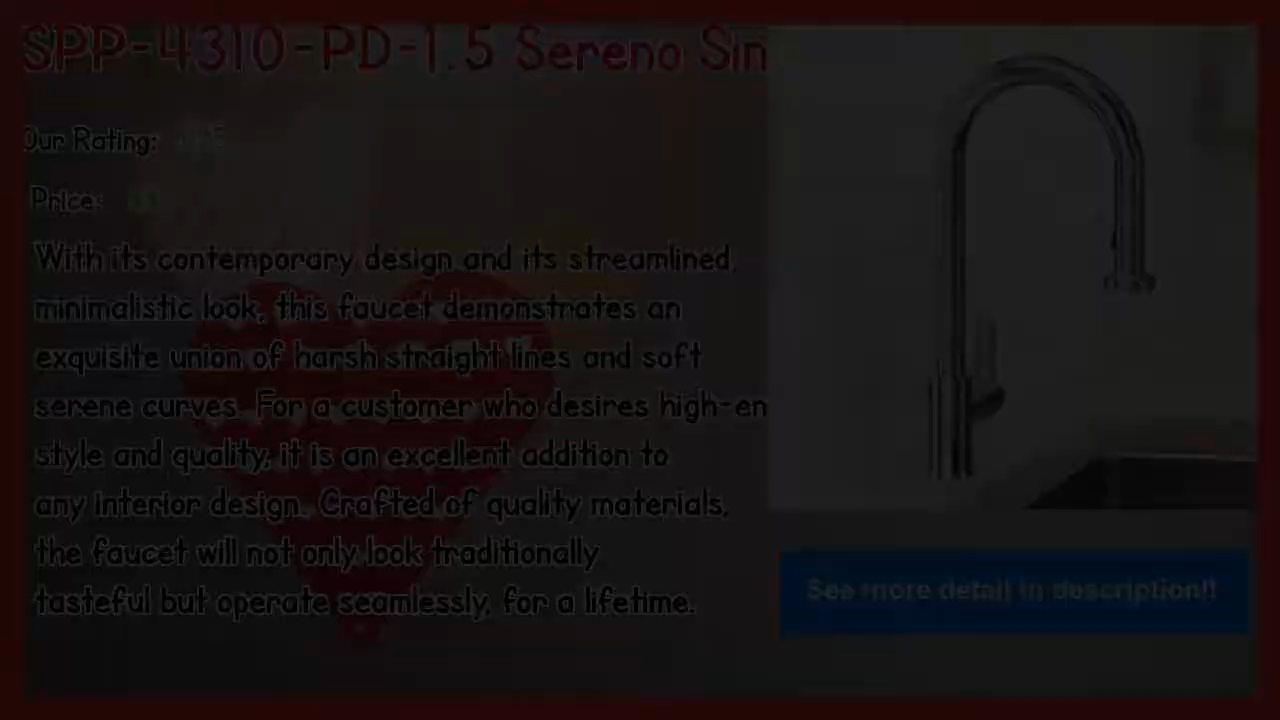 SPP-4310-PD-1.5 Sereno Sin
Our Rating:
Price:
With its contemporary design and its streamlined,
minimalistic look, this faucet demonstrates an
exquisite union of harsh straight lines and soft
serene curves. For a customer who desires high-en
style and quality, it is an excellent addition to
any interior design. Crafted of quality materials,
the faucet will not only look traditionally
tasteful but operate seamlessly, for a lifetime.
See more detail in description!!